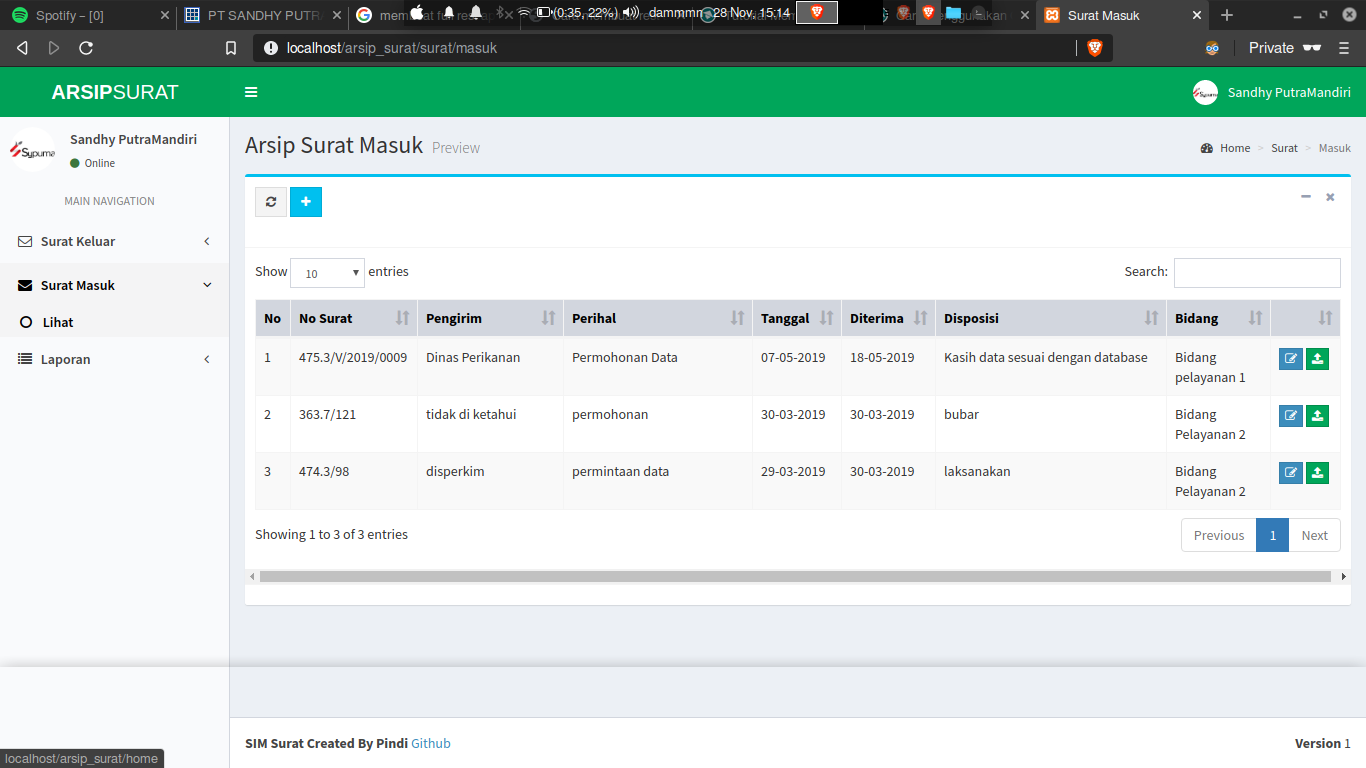 Spotify – [0]
PT SANDHY PUTR
(0:35, 22%)
dammmn
28 Nov, 15:14
Surat Masuk
localhost/arsip_surat/surat/masuk
Private
ARSIPSURAT
Sandhy PutraMandiri
Sypuma
Sandhy PutraMandiri
Online
MAIN NAVIGATION
Surat Keluar
Surat Masuk
Lihat
Laporan
Arsip Surat Masuk Preview
Home > Surat > Masuk
Show 10 entries
Search:
No No Surat Pengirim Perihal Tanggal Diterima Disposisi Bidang
1 475.3/V/2019/0009 Dinas Perikanan Permohonan Data 07-05-2019 18-05-2019 Kasih data sesuai dengan database Bidang
pelayanan 1
2 363.7/121 tidak di ketahui permohonan 30-03-2019 30-03-2019 bubar Bidang
Pelayanan 2
3 474.3/98 disperkim permintaan data 29-03-2019 30-03-2019 laksanakan Bidang
Pelayanan 2
Showing 1 to 3 of 3 entries
Previous 1 Next
SIM Surat Created By Pindi Github
Version 1
localhost/arsip_surat/home